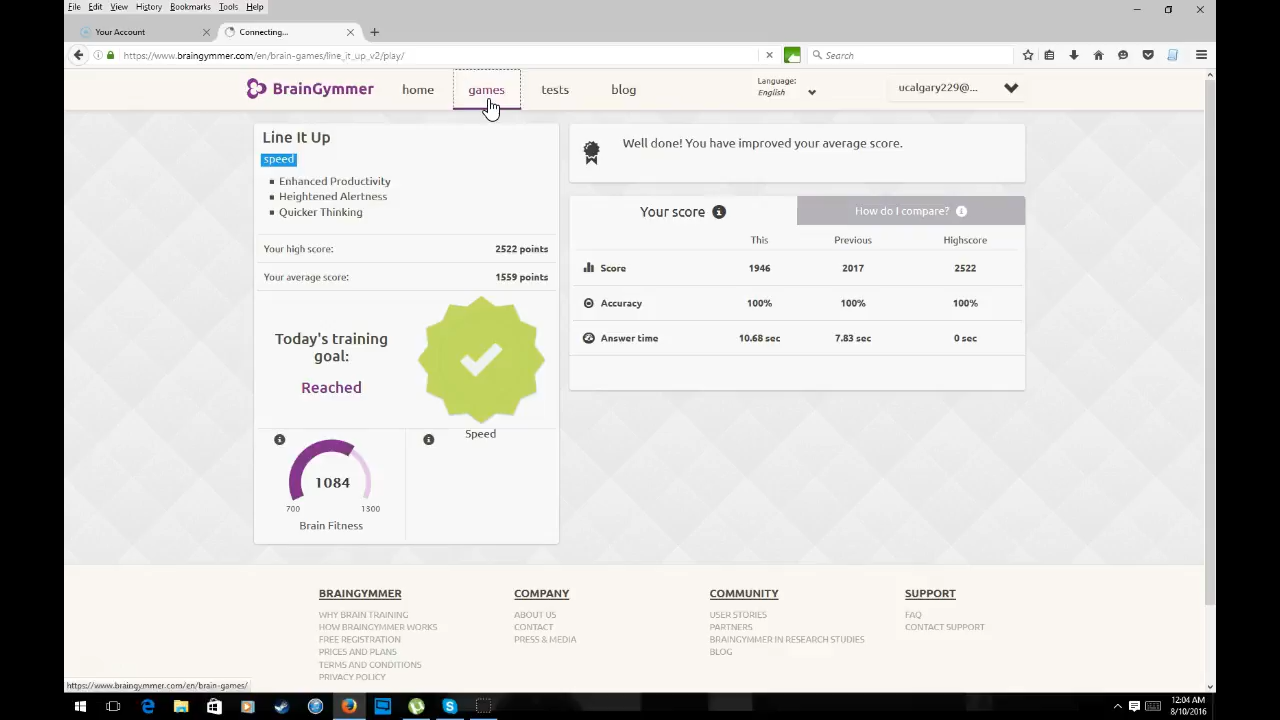 File Edit View History Bookmarks Tools Help
Your Account
Connecting...
https://www.braingymmer.com/en/brain-games/line_it_up_v2/play/
Search
BrainGymmer home games tests blog
Language:
English
ucalgary229@...
Line It Up
speed
Enhanced Productivity
Heightened Alertness
Quicker Thinking
Your high score: 2522 points
Your average score: 1559 points
Today's training
goal:
Reached
Speed
1084
700 1300
Brain Fitness
Well done! You have improved your average score.
Your score How do I compare?
This Previous Highscore
Score 1946 2017 2522
Accuracy 100% 100% 100%
Answer time 10.68 sec 7.83 sec 0 sec
BRAINGYMMER
WHY BRAIN TRAINING
HOW BRAINGYMMER WORKS
FREE REGISTRATION
PRICES AND PLANS
TERMS AND CONDITIONS
PRIVACY POLICY
COMPANY
ABOUT US
CONTACT
PRESS & MEDIA
COMMUNITY
USER STORIES
PARTNERS
BRAINGYMMER IN RESEARCH STUDIES
BLOG
SUPPORT
FAQ
CONTACT SUPPORT
https://www.braingymmer.com/en/brain-games/
12:04 AM
8/10/2016